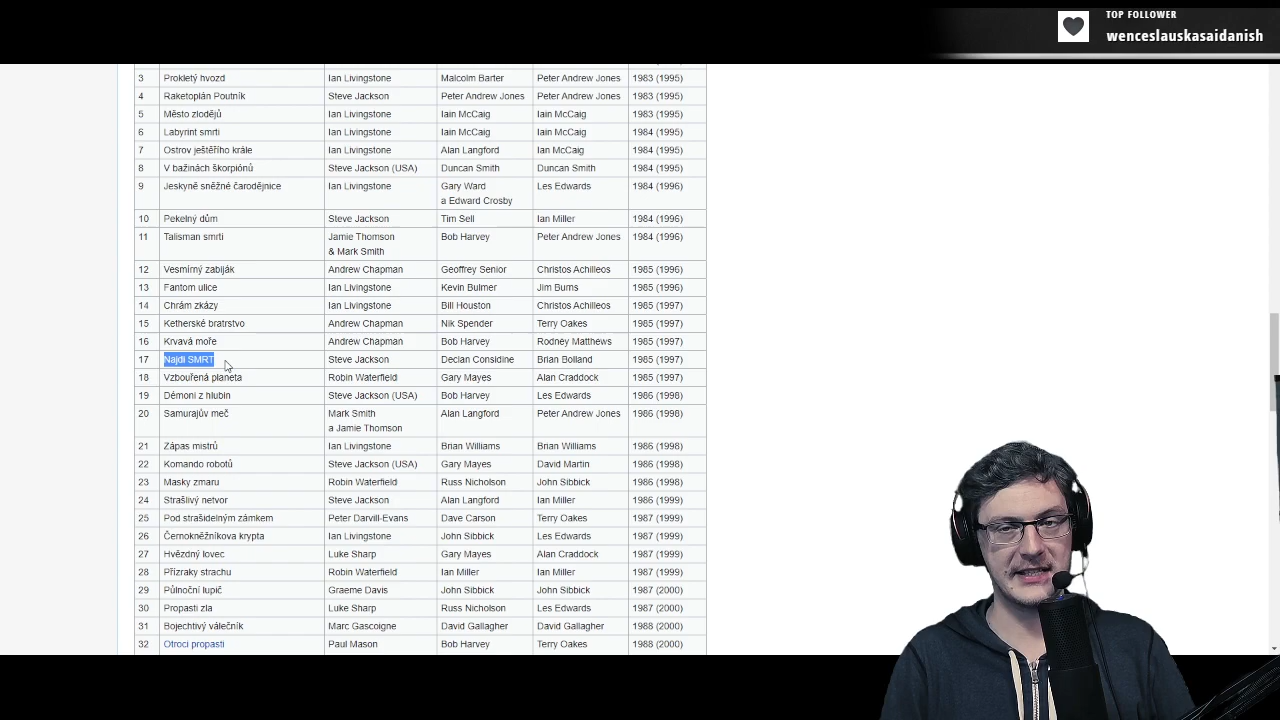 TOP FOLLOWER
wenceslauskasaidanish
3 Prokletý hvozd Ian Livingstone Malcolm Barter Peter Andrew Jones 1983 (1995)
4 Raketoplán Poutník Steve Jackson Peter Andrew Jones Peter Andrew Jones 1983 (1995)
5 Město zlodějů Ian Livingstone Iain McCaig Iain McCaig 1983 (1995)
6 Labyrint smrti Ian Livingstone Iain McCaig Iain McCaig 1984 (1995)
7 Ostrov ještěřího krále Ian Livingstone Alan Langford Ian McCaig 1984 (1995)
8 V bažinách škorpiónů Steve Jackson (USA) Duncan Smith Duncan Smith 1984 (1995)
9 Jeskyně sněžné čarodějnice Ian Livingstone Gary Ward Les Edwards 1984 (1996)
a Edward Crosby
10 Pekelný dům Steve Jackson Tim Sell Ian Miller 1984 (1996)
11 Talisman smrti Jamie Thomson Bob Harvey Peter Andrew Jones 1984 (1996)
& Mark Smith
12 Vesmírný zabiják Andrew Chapman Geoffrey Senior Christos Achilleos 1985 (1996)
13 Fantom ulice Ian Livingstone Kevin Bulmer Jim Burns 1985 (1996)
14 Chrám zkázy Ian Livingstone Bill Houston Christos Achilleos 1985 (1997)
15 Ketherské bratrstvo Andrew Chapman Nik Spender Terry Oakes 1985 (1997)
16 Krvavá moře Andrew Chapman Bob Harvey Rodney Matthews 1985 (1997)
17 Najdi SMRT Steve Jackson Declan Considine Brian Bolland 1985 (1997)
18 Vzbouřená planeta Robin Waterfield Gary Mayes Alan Craddock 1985 (1997)
19 Démoni z hlubin Steve Jackson (USA) Bob Harvey Les Edwards 1986 (1998)
20 Samurajův meč Mark Smith Alan Langford Peter Andrew Jones 1986 (1998)
a Jamie Thomson
21 Zápas mistrů Ian Livingstone Brian Williams Brian Williams 1986 (1998)
22 Komando robotů Steve Jackson (USA) Gary Mayes David Martin 1986 (1998)
23 Masky zmaru Robin Waterfield Russ Nicholson John Sibbick 1986 (1998)
24 Strašlivý netvor Steve Jackson Alan Langford Ian Miller 1986 (1999)
25 Pod strašidelným zámkem Peter Darvill-Evans Dave Carson Terry Oakes 1987 (1999)
26 Černokněžníkova krypta Ian Livingstone John Sibbick Les Edwards 1987 (1999)
27 Hvězdný lovec Luke Sharp Gary Mayes Alan Craddock 1987 (1999)
28 Přízraky strachu Robin Waterfield Ian Miller Ian Miller 1987 (1999)
29 Půlnoční lupič Graeme Davis John Sibbick John Sibbick 1987 (2000)
30 Propasti zla Luke Sharp Russ Nicholson Les Edwards 1987 (2000)
31 Bojechtivý válečník Marc Gascoigne David Gallagher David Gallagher 1988 (2000)
32 Otroci propasti Paul Mason Bob Harvey Terry Oakes 1988 (2000)